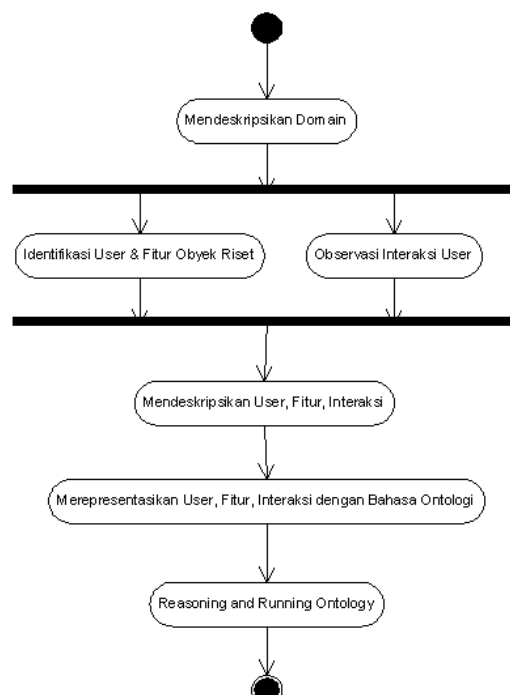 Mendeskripsikan Domain
Identifikasi User & Fitur Obyek Riset
Observasi Interaksi User
Mendeskripsikan User, Fitur, Interaksi
Merepresentasikan User, Fitur, Interaksi dengan Bahasa Ontologi
Reasoning and Running Ontology